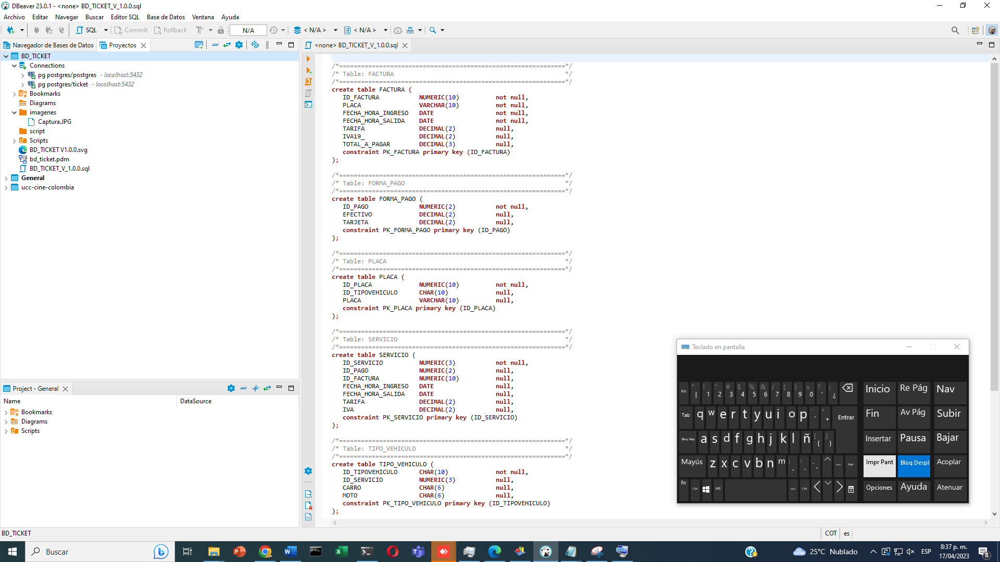 DBeaver 23.0.1 - <none> BD_TICKET_V_1.0.0.sql
Archivo Editar Navegar Buscar Editor SQL Base de Datos Ventana Ayuda
SQL Commit Rollback N/A < N/A > < N/A >
Navegador de Bases de Datos Proyectos
BD_TICKET
Connections
pg postgres/postgres - localhost:5432
pg postgres/ticket - localhost:5432
Bookmarks
Diagrams
imagenes
Captura.JPG
script
Scripts
BD_TICKET V1.0.0.svg
bd_ticket.pdm
BD_TICKET_V_1.0.0.sql
General
ucc-cine-colombia
Project - General
Name DataSource
Bookmarks
Diagrams
Scripts
<none> BD_TICKET_V_1.0.0.sql
/*==============================================================*/
/* Table: FACTURA */
/*==============================================================*/
create table FACTURA (
ID_FACTURA NUMERIC(10) not null,
PLACA VARCHAR(10) not null,
FECHA_HORA_INGRESO DATE not null,
FECHA_HORA_SALIDA DATE not null,
TARIFA DECIMAL(2) null,
IVA19_ DECIMAL(2) null,
TOTAL_A_PAGAR DECIMAL(3) null,
constraint PK_FACTURA primary key (ID_FACTURA)
);
/*==============================================================*/
/* Table: FORMA_PAGO */
/*==============================================================*/
create table FORMA_PAGO (
ID_PAGO NUMERIC(2) not null,
EFECTIVO DECIMAL(2) null,
TARJETA DECIMAL(2) null,
constraint PK_FORMA_PAGO primary key (ID_PAGO)
);
/*==============================================================*/
/* Table: PLACA */
/*==============================================================*/
create table PLACA (
ID_PLACA NUMERIC(10) not null,
ID_TIPOVEHICULO CHAR(10) null,
PLACA VARCHAR(10) null,
constraint PK_PLACA primary key (ID_PLACA)
);
/*==============================================================*/
/* Table: SERVICIO */
/*==============================================================*/
create table SERVICIO (
ID_SERVICIO NUMERIC(3) not null,
ID_PAGO NUMERIC(2) null,
ID_FACTURA NUMERIC(10) null,
FECHA_HORA_INGRESO DATE null,
FECHA_HORA_SALIDA DATE null,
TARIFA DECIMAL(2) null,
IVA DECIMAL(2) null,
constraint PK_SERVICIO primary key (ID_SERVICIO)
);
/*==============================================================*/
/* Table: TIPO_VEHICULO */
/*==============================================================*/
create table TIPO_VEHICULO (
ID_TIPOVEHICULO CHAR(10) not null,
ID_SERVICIO NUMERIC(3) null,
CARRO CHAR(6) null,
MOTO CHAR(6) null,
constraint PK_TIPO_VEHICULO primary key (ID_TIPOVEHICULO)
);
Teclado en pantalla
Esc ° | ! 1 " 2 # 3 $ 4 % 5 & 6 / 7 ( 8 ) 9 = 0 ? ' ¡ ¿ Inicio Re Pág Nav
Tab q w e r t y u i o p ¨ ´ * + Entrar Fin Av Pág Subir
Bloq May a s d f g h j k l ñ [ { ] } Insertar Pausa Bajar
Mayús z x c v b n m ; , : . _ - Supr Impr Pant Bloq Despl Acoplar
Fn Ctrl Alt Ctrl Opciones Ayuda Atenuar
BD_TICKET COT es
Buscar 25°C Nublado ESP 8:37 p. m.
17/04/2023 8